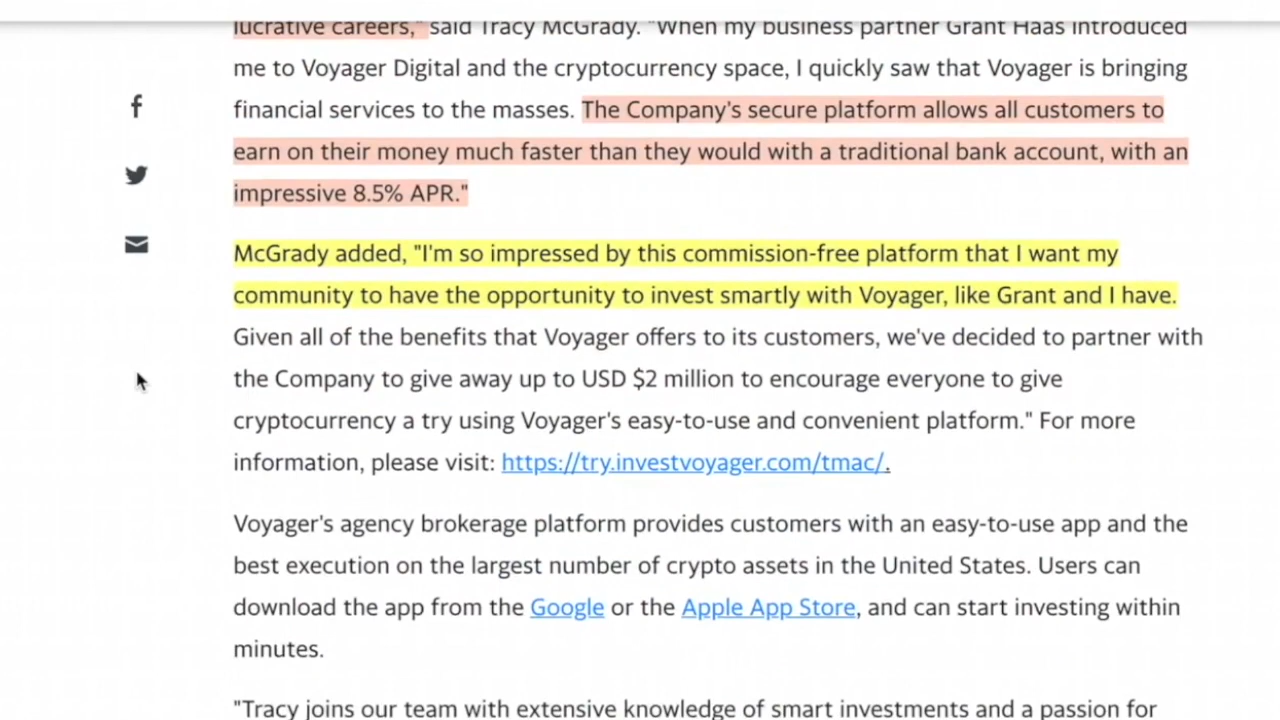 lucrative careers," said Tracy McGrady. "When my business partner Grant Haas introduced
me to Voyager Digital and the cryptocurrency space, I quickly saw that Voyager is bringing
financial services to the masses. The Company's secure platform allows all customers to
earn on their money much faster than they would with a traditional bank account, with an
impressive 8.5% APR."
McGrady added, "I'm so impressed by this commission-free platform that I want my
community to have the opportunity to invest smartly with Voyager, like Grant and I have.
Given all of the benefits that Voyager offers to its customers, we've decided to partner with
the Company to give away up to USD $2 million to encourage everyone to give
cryptocurrency a try using Voyager's easy-to-use and convenient platform." For more
information, please visit: https://try.investvoyager.com/tmac/.
Voyager's agency brokerage platform provides customers with an easy-to-use app and the
best execution on the largest number of crypto assets in the United States. Users can
download the app from the Google or the Apple App Store, and can start investing within
minutes.
"Tracy joins our team with extensive knowledge of smart investments and a passion for